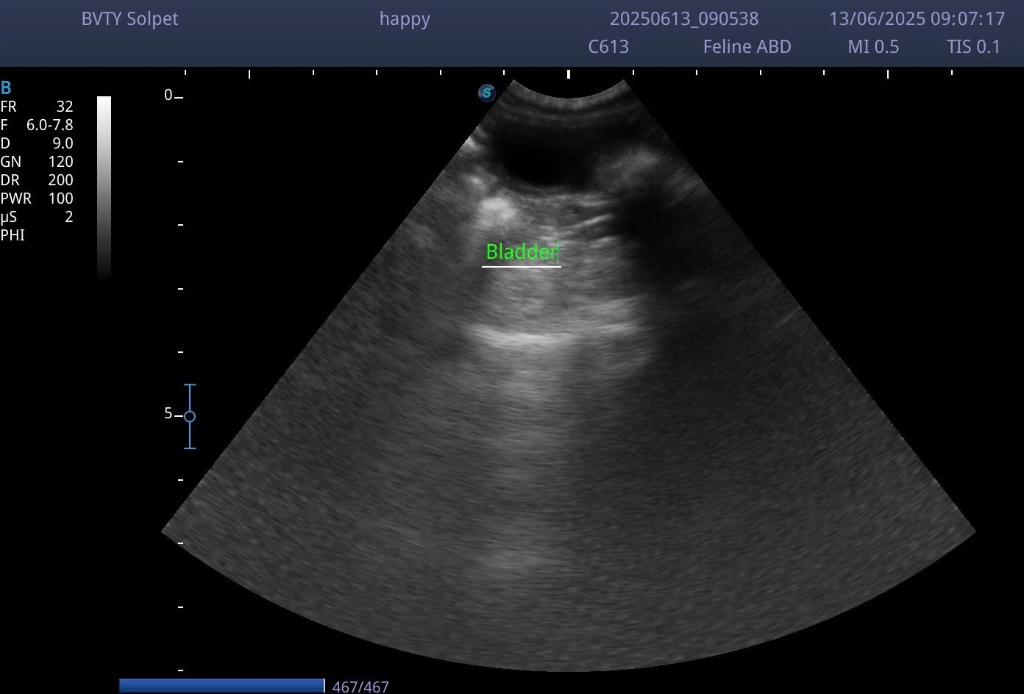 BVTY Solpet happy 20250613_090538 13/06/2025 09:07:17
C613 Feline ABD MI 0.5 TIS 0.1
B
FR 32
F 6.0-7.8
D 9.0
GN 120
DR 200
PWR 100
µS 2
PHI
0
S
Bladder
5
467/467